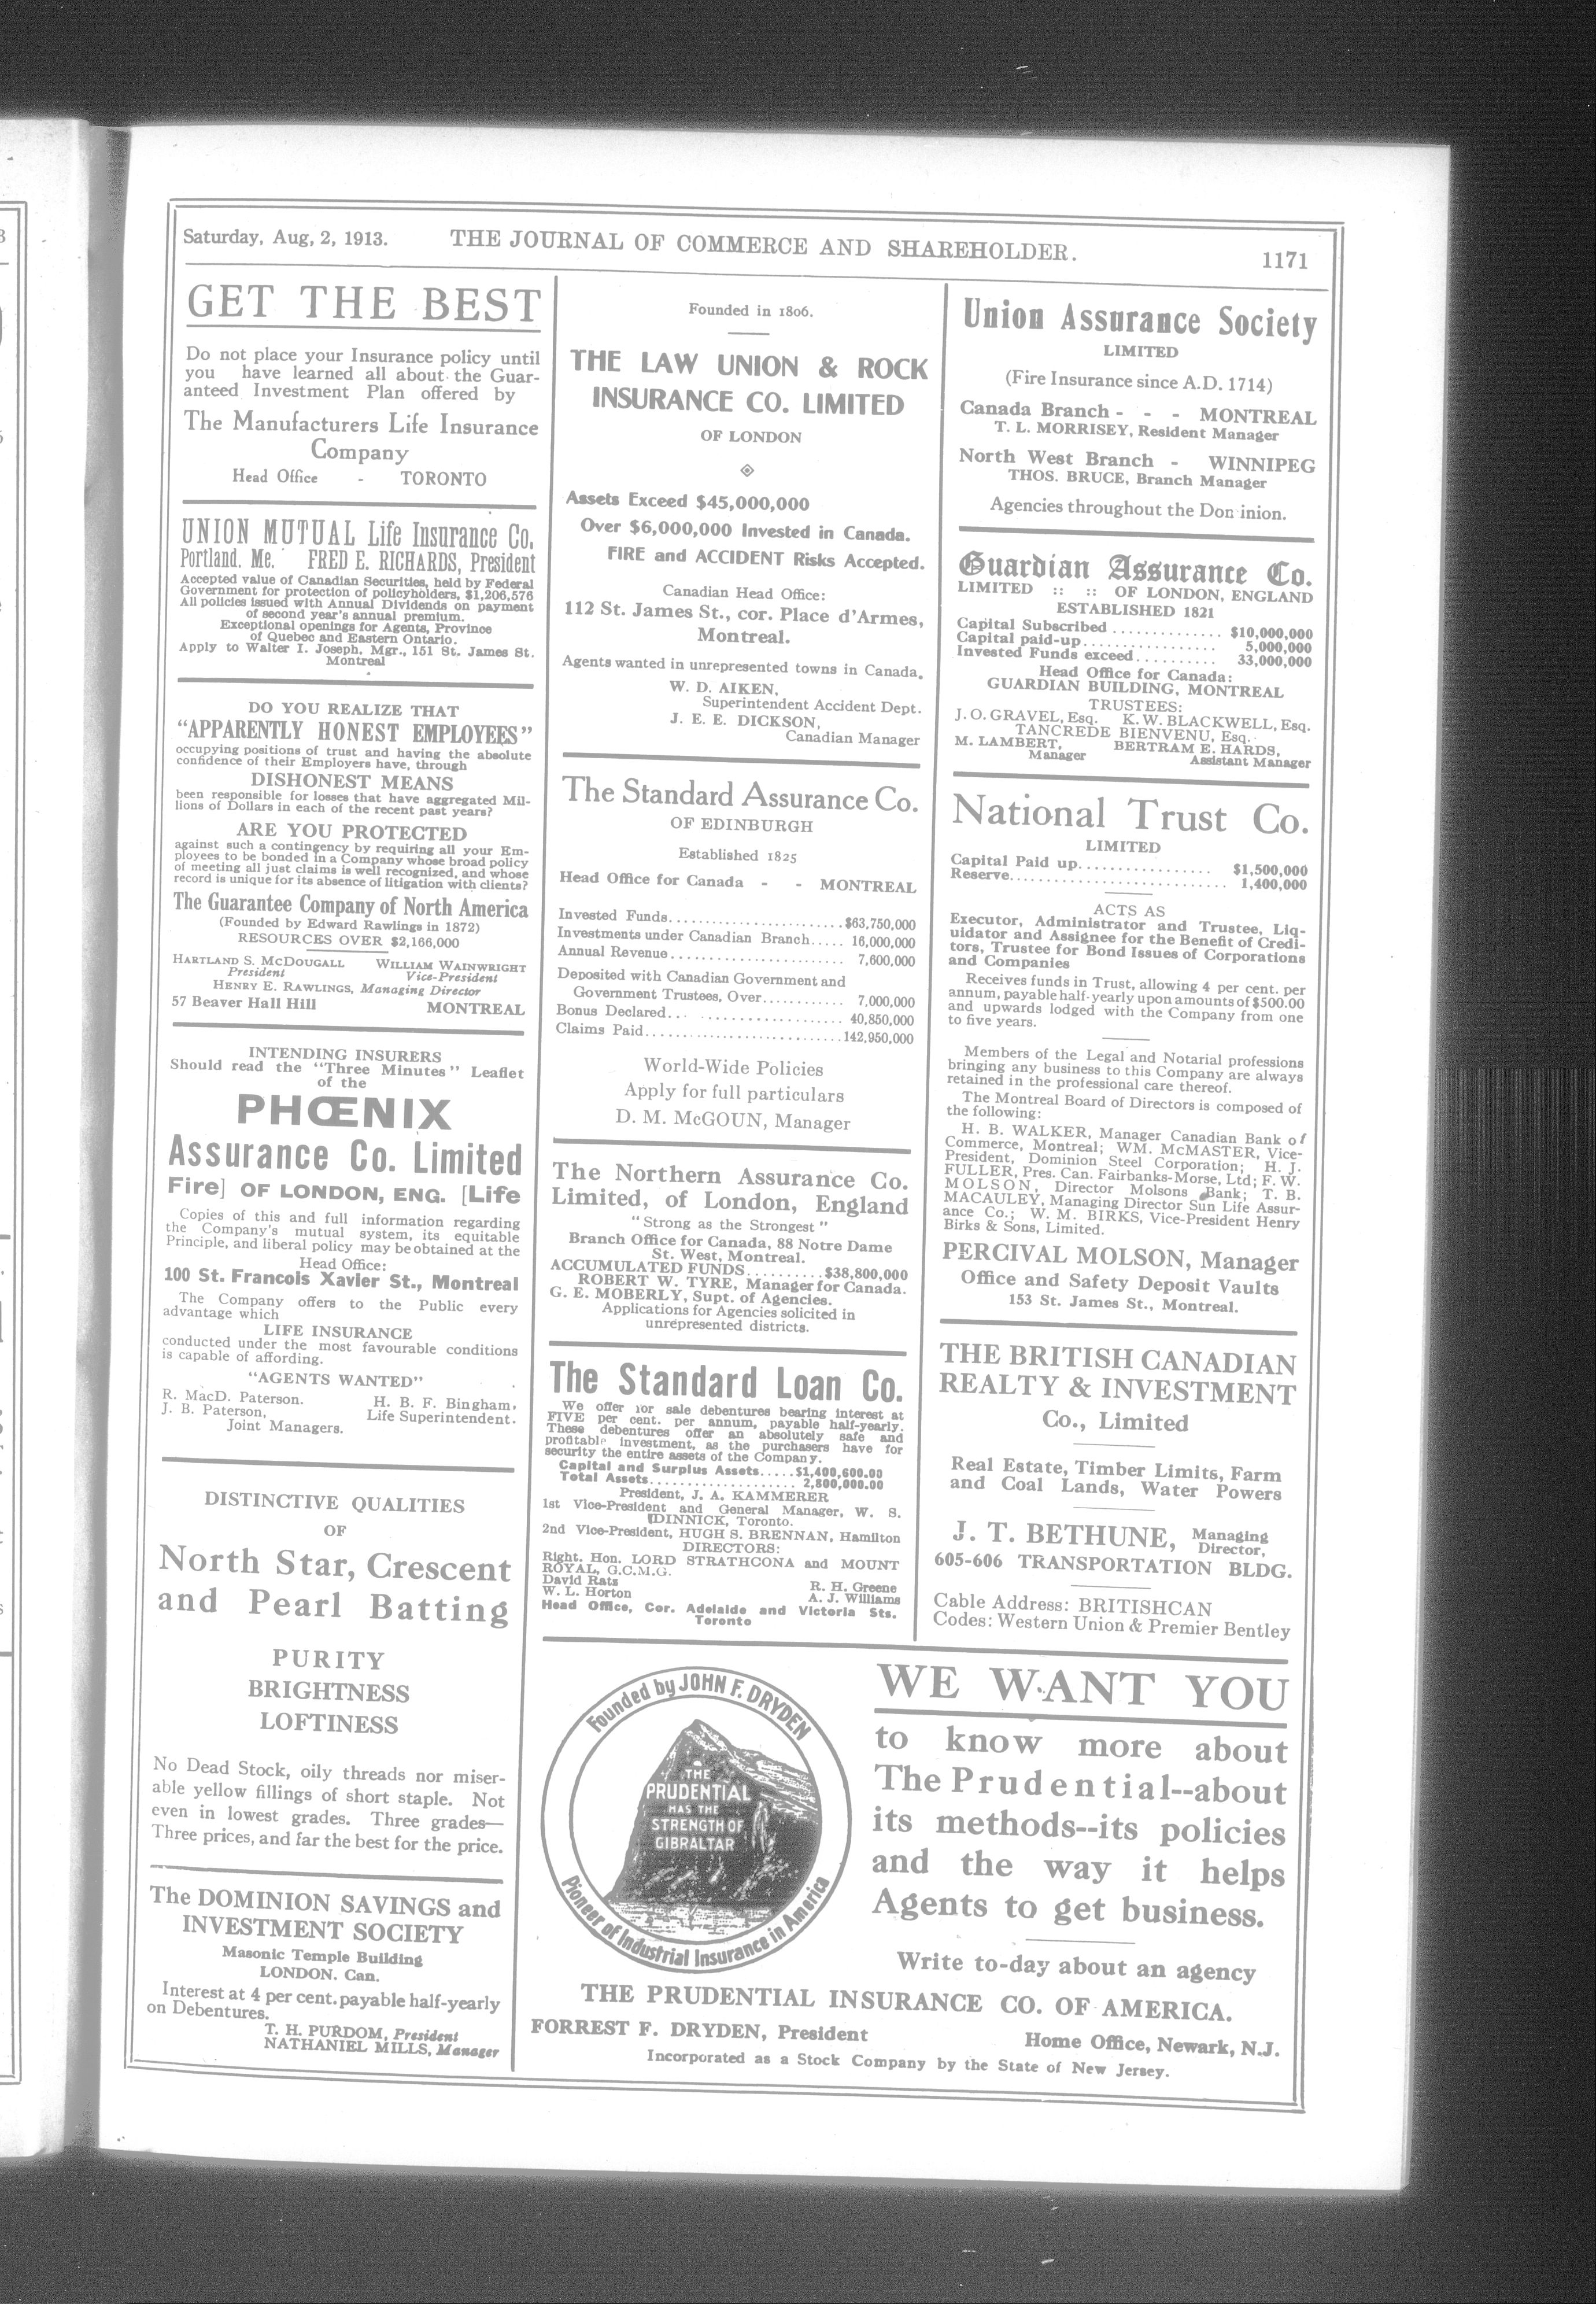 Saturday, Aug, 2, 1913.
THE JOURNAL OF COMMERCE AND SHAREHOLDER.
1171
GET THE BEST
Do not place your Insurance policy until
you have learned all about the Guar-
anteed Investment Plan offered by
The Manufacturers Life Insurance
Company
Head Office - TORONTO
UNION MUTUAL Life Insurance Co.
Portland. Me. FRED E. RICHARDS, President
Accepted value of Canadian Securities, held by Federal
Government for protection of policyholders, $1,206,576
All policies issued with Annual Dividends on payment
of second year's annual premium.
Exceptional openings for Agents, Province
of Quebec and Eastern Ontario.
Apply to Walter I. Joseph, Mgr., 151 St. James St.
Montreal
DO YOU REALIZE THAT
"APPARENTLY HONEST EMPLOYEES"
occupying positions of trust and having the absolute
confidence of their Employers have, through
DISHONEST MEANS
been responsible for losses that have aggregated Mil-
lions of Dollars in each of the recent past years?
ARE YOU PROTECTED
against such a contingency by requiring all your Em-
ployees to be bonded in a Company whose broad policy
of meeting all just claims is well recognized, and whose
record is unique for its absence of litigation with clients?
The Guarantee Company of North America
(Founded by Edward Rawlings in 1872)
RESOURCES OVER $2,166,000
HARTLAND S. McDOUGALL WILLIAM WAINWRIGHT
President Vice-President
HENRY E. RAWLINGS, Managing Director
57 Beaver Hall Hill MONTREAL
INTENDING INSURERS
Should read the "Three Minutes" Leaflet
of the
PHŒNIX
Assurance Co. Limited
Fire] OF LONDON, ENG. [Life
Copies of this and full information regarding
the Company's mutual system, its equitable
Principle, and liberal policy may be obtained at the
Head Office:
100 St. Francois Xavier St., Montreal
The Company offers to the Public every
advantage which
LIFE INSURANCE
conducted under the most favourable conditions
is capable of affording.
"AGENTS WANTED"
R. MacD. Paterson. H. B. F. Bingham,
J. B. Paterson, Life Superintendent.
Joint Managers.
DISTINCTIVE QUALITIES
OF
North Star, Crescent
and Pearl Batting
PURITY
BRIGHTNESS
LOFTINESS
No Dead Stock, oily threads nor miser-
able yellow fillings of short staple. Not
even in lowest grades. Three grades—
Three prices, and far the best for the price.
The DOMINION SAVINGS and
INVESTMENT SOCIETY
Masonic Temple Building
LONDON. Can.
Interest at 4 per cent. payable half-yearly
on Debentures.
T. H. PURDOM, President
NATHANIEL MILLS, Manager
Founded in 1806.
THE LAW UNION & ROCK
INSURANCE CO. LIMITED
OF LONDON
Assets Exceed $45,000,000
Over $6,000,000 Invested in Canada.
FIRE and ACCIDENT Risks Accepted.
Canadian Head Office:
112 St. James St., cor. Place d'Armes,
Montreal.
Agents wanted in unrepresented towns in Canada.
W. D. AIKEN,
Superintendent Accident Dept.
J. E. E. DICKSON,
Canadian Manager
The Standard Assurance Co.
OF EDINBURGH
Established 1825
Head Office for Canada - - MONTREAL
Invested Funds.......................$63,750,000
Investments under Canadian Branch..... 16,000,000
Annual Revenue........................ 7,600,000
Deposited with Canadian Government and
Government Trustees, Over........... 7,000,000
Bonus Declared........................ 40,850,000
Claims Paid...........................142,950,000
World-Wide Policies
Apply for full particulars
D. M. McGOUN, Manager
The Northern Assurance Co.
Limited, of London, England
"Strong as the Strongest"
Branch Office for Canada, 88 Notre Dame
St. West, Montreal.
ACCUMULATED FUNDS.........$38,800,000
ROBERT W. TYRE, Manager for Canada.
G. E. MOBERLY, Supt. of Agencies.
Applications for Agencies solicited in
unrepresented districts.
The Standard Loan Co.
We offer for sale debentures bearing interest at
FIVE per cent. per annum, payable half-yearly.
These debentures offer an absolutely safe and
profitable investment, as the purchasers have for
security the entire assets of the Company.
Capital and Surplus Assets.....$1,400,600.00
Total Assets.................. 2,800,000.00
President, J. A. KAMMERER
1st Vice-President and General Manager, W. S.
DINNICK, Toronto.
2nd Vice-President, HUGH S. BRENNAN, Hamilton
DIRECTORS:
Right. Hon. LORD STRATHCONA and MOUNT
ROYAL, G.C.M.G.
David Rats R. H. Greene
W. L. Horton A. J. Williams
Head Office, Cor. Adelaide and Victoria Sts.
Toronto
Union Assurance Society
LIMITED
(Fire Insurance since A.D. 1714)
Canada Branch - - - MONTREAL
T. L. MORRISEY, Resident Manager
North West Branch - WINNIPEG
THOS. BRUCE, Branch Manager
Agencies throughout the Dominion.
Guardian Assurance Co.
LIMITED :: :: OF LONDON, ENGLAND
ESTABLISHED 1821
Capital Subscribed.............. $10,000,000
Capital paid-up................. 5,000,000
Invested Funds exceed.......... 33,000,000
Head Office for Canada:
GUARDIAN BUILDING, MONTREAL
TRUSTEES:
J. O. GRAVEL, Esq. K. W. BLACKWELL, Esq.
TANCREDE BIENVENU, Esq.
M. LAMBERT, BERTRAM E. HARDS,
Manager Assistant Manager
National Trust Co.
LIMITED
Capital Paid up................. $1,500,000
Reserve........................... 1,400,000
ACTS AS
Executor, Administrator and Trustee, Liq-
uidator and Assignee for the Benefit of Credi-
tors, Trustee for Bond Issues of Corporations
and Companies
Receives funds in Trust, allowing 4 per cent. per
annum, payable half-yearly upon amounts of $500.00
and upwards lodged with the Company from one
to five years.
Members of the Legal and Notarial professions
bringing any business to this Company are always
retained in the professional care thereof.
The Montreal Board of Directors is composed of
the following:
H. B. WALKER, Manager Canadian Bank of
Commerce, Montreal; WM. McMASTER, Vice-
President, Dominion Steel Corporation; H. J.
FULLER, Pres. Can. Fairbanks-Morse, Ltd; F. W.
MOLSON, Director Molsons Bank; T. B.
MACAULEY, Managing Director Sun Life Assur-
ance Co.; W. M. BIRKS, Vice-President Henry
Birks & Sons, Limited.
PERCIVAL MOLSON, Manager
Office and Safety Deposit Vaults
153 St. James St., Montreal.
THE BRITISH CANADIAN
REALTY & INVESTMENT
Co., Limited
Real Estate, Timber Limits, Farm
and Coal Lands, Water Powers
J. T. BETHUNE, Managing
Director,
605-606 TRANSPORTATION BLDG.
Cable Address: BRITISHCAN
Codes: Western Union & Premier Bentley
Founded by JOHN F. DRYDEN
THE
PRUDENTIAL
HAS THE
STRENGTH OF
GIBRALTAR
Pioneer of Industrial Insurance in America
WE WANT YOU
to know more about
The Prudential--about
its methods--its policies
and the way it helps
Agents to get business.
Write to-day about an agency
THE PRUDENTIAL INSURANCE CO. OF AMERICA.
FORREST F. DRYDEN, President Home Office, Newark, N.J.
Incorporated as a Stock Company by the State of New Jersey.